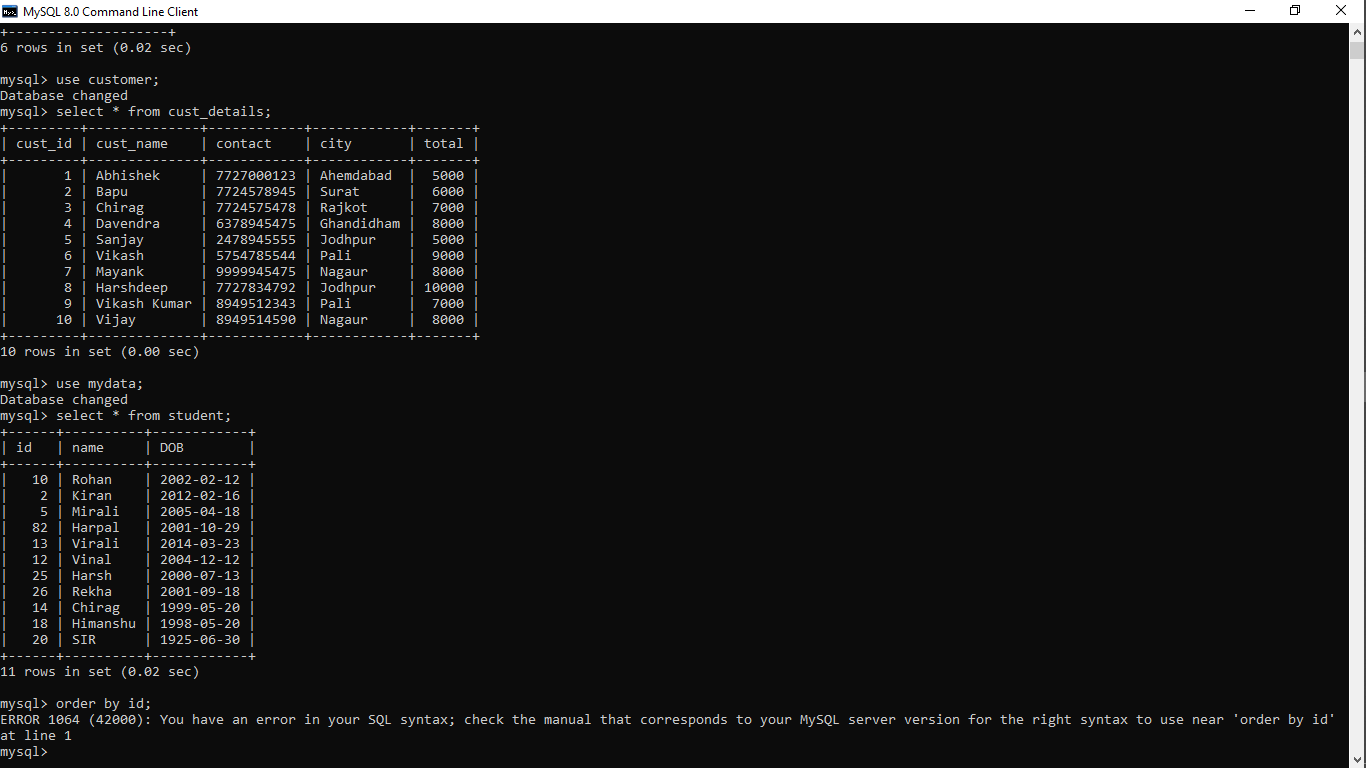 MySQL 8.0 Command Line Client
+--------------------+
6 rows in set (0.02 sec)
mysql> use customer;
Database changed
mysql> select * from cust_details;
+---------+--------------+------------+------------+-------+
| cust_id | cust_name    | contact    | city       | total |
+---------+--------------+------------+------------+-------+
|       1 | Abhishek     | 7727000123 | Ahemdabad  |  5000 |
|       2 | Bapu         | 7724578945 | Surat      |  6000 |
|       3 | Chirag       | 7724575478 | Rajkot     |  7000 |
|       4 | Davendra     | 6378945475 | Ghandidham |  8000 |
|       5 | Sanjay       | 2478945555 | Jodhpur    |  5000 |
|       6 | Vikash       | 5754785544 | Pali       |  9000 |
|       7 | Mayank       | 9999945475 | Nagaur     |  8000 |
|       8 | Harshdeep    | 7727834792 | Jodhpur    | 10000 |
|       9 | Vikash Kumar | 8949512343 | Pali       |  7000 |
|      10 | Vijay        | 8949514590 | Nagaur     |  8000 |
+---------+--------------+------------+------------+-------+
10 rows in set (0.00 sec)
mysql> use mydata;
Database changed
mysql> select * from student;
+------+----------+------------+
| id   | name     | DOB        |
+------+----------+------------+
|   10 | Rohan    | 2002-02-12 |
|    2 | Kiran    | 2012-02-16 |
|    5 | Mirali   | 2005-04-18 |
|   82 | Harpal   | 2001-10-29 |
|   13 | Virali   | 2014-03-23 |
|   12 | Vinal    | 2004-12-12 |
|   25 | Harsh    | 2000-07-13 |
|   26 | Rekha    | 2001-09-18 |
|   14 | Chirag   | 1999-05-20 |
|   18 | Himanshu | 1998-05-20 |
|   20 | SIR      | 1925-06-30 |
+------+----------+------------+
11 rows in set (0.02 sec)
mysql> order by id;
ERROR 1064 (42000): You have an error in your SQL syntax; check the manual that corresponds to your MySQL server version for the right syntax to use near 'order by id'
at line 1
mysql>